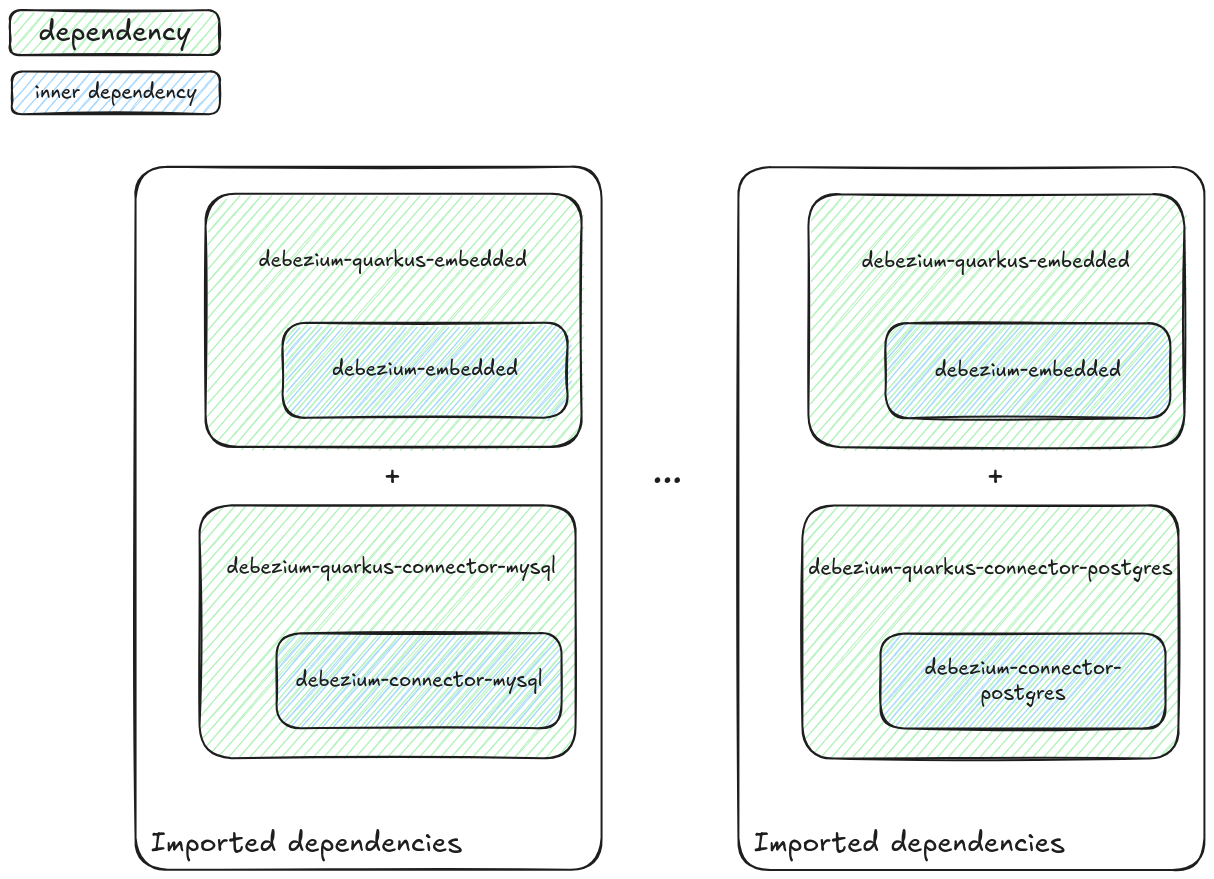 dependency
inner dependency
debezium-quarkus-embedded
debezium-embedded
+
debezium-quarkus-connector-mysql
debezium-connector-mysql
Imported dependencies
...
debezium-quarkus-embedded
debezium-embedded
+
debezium-quarkus-connector-postgres
debezium-connector-
postgres
Imported dependencies